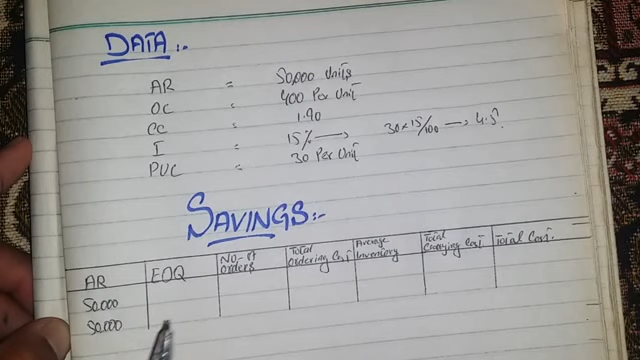 DATA:-
AR = 50,000 Units
OC = 400 Per Unit
CC = 1.90
I = 15% → 30×15/100 → 4.5
PUC = 30 Per Unit
SAVINGS:-
AR EOQ No-of orders Total ordering Cost Average Inventory Total Carrying Cost Total Cost.
50,000
50,000